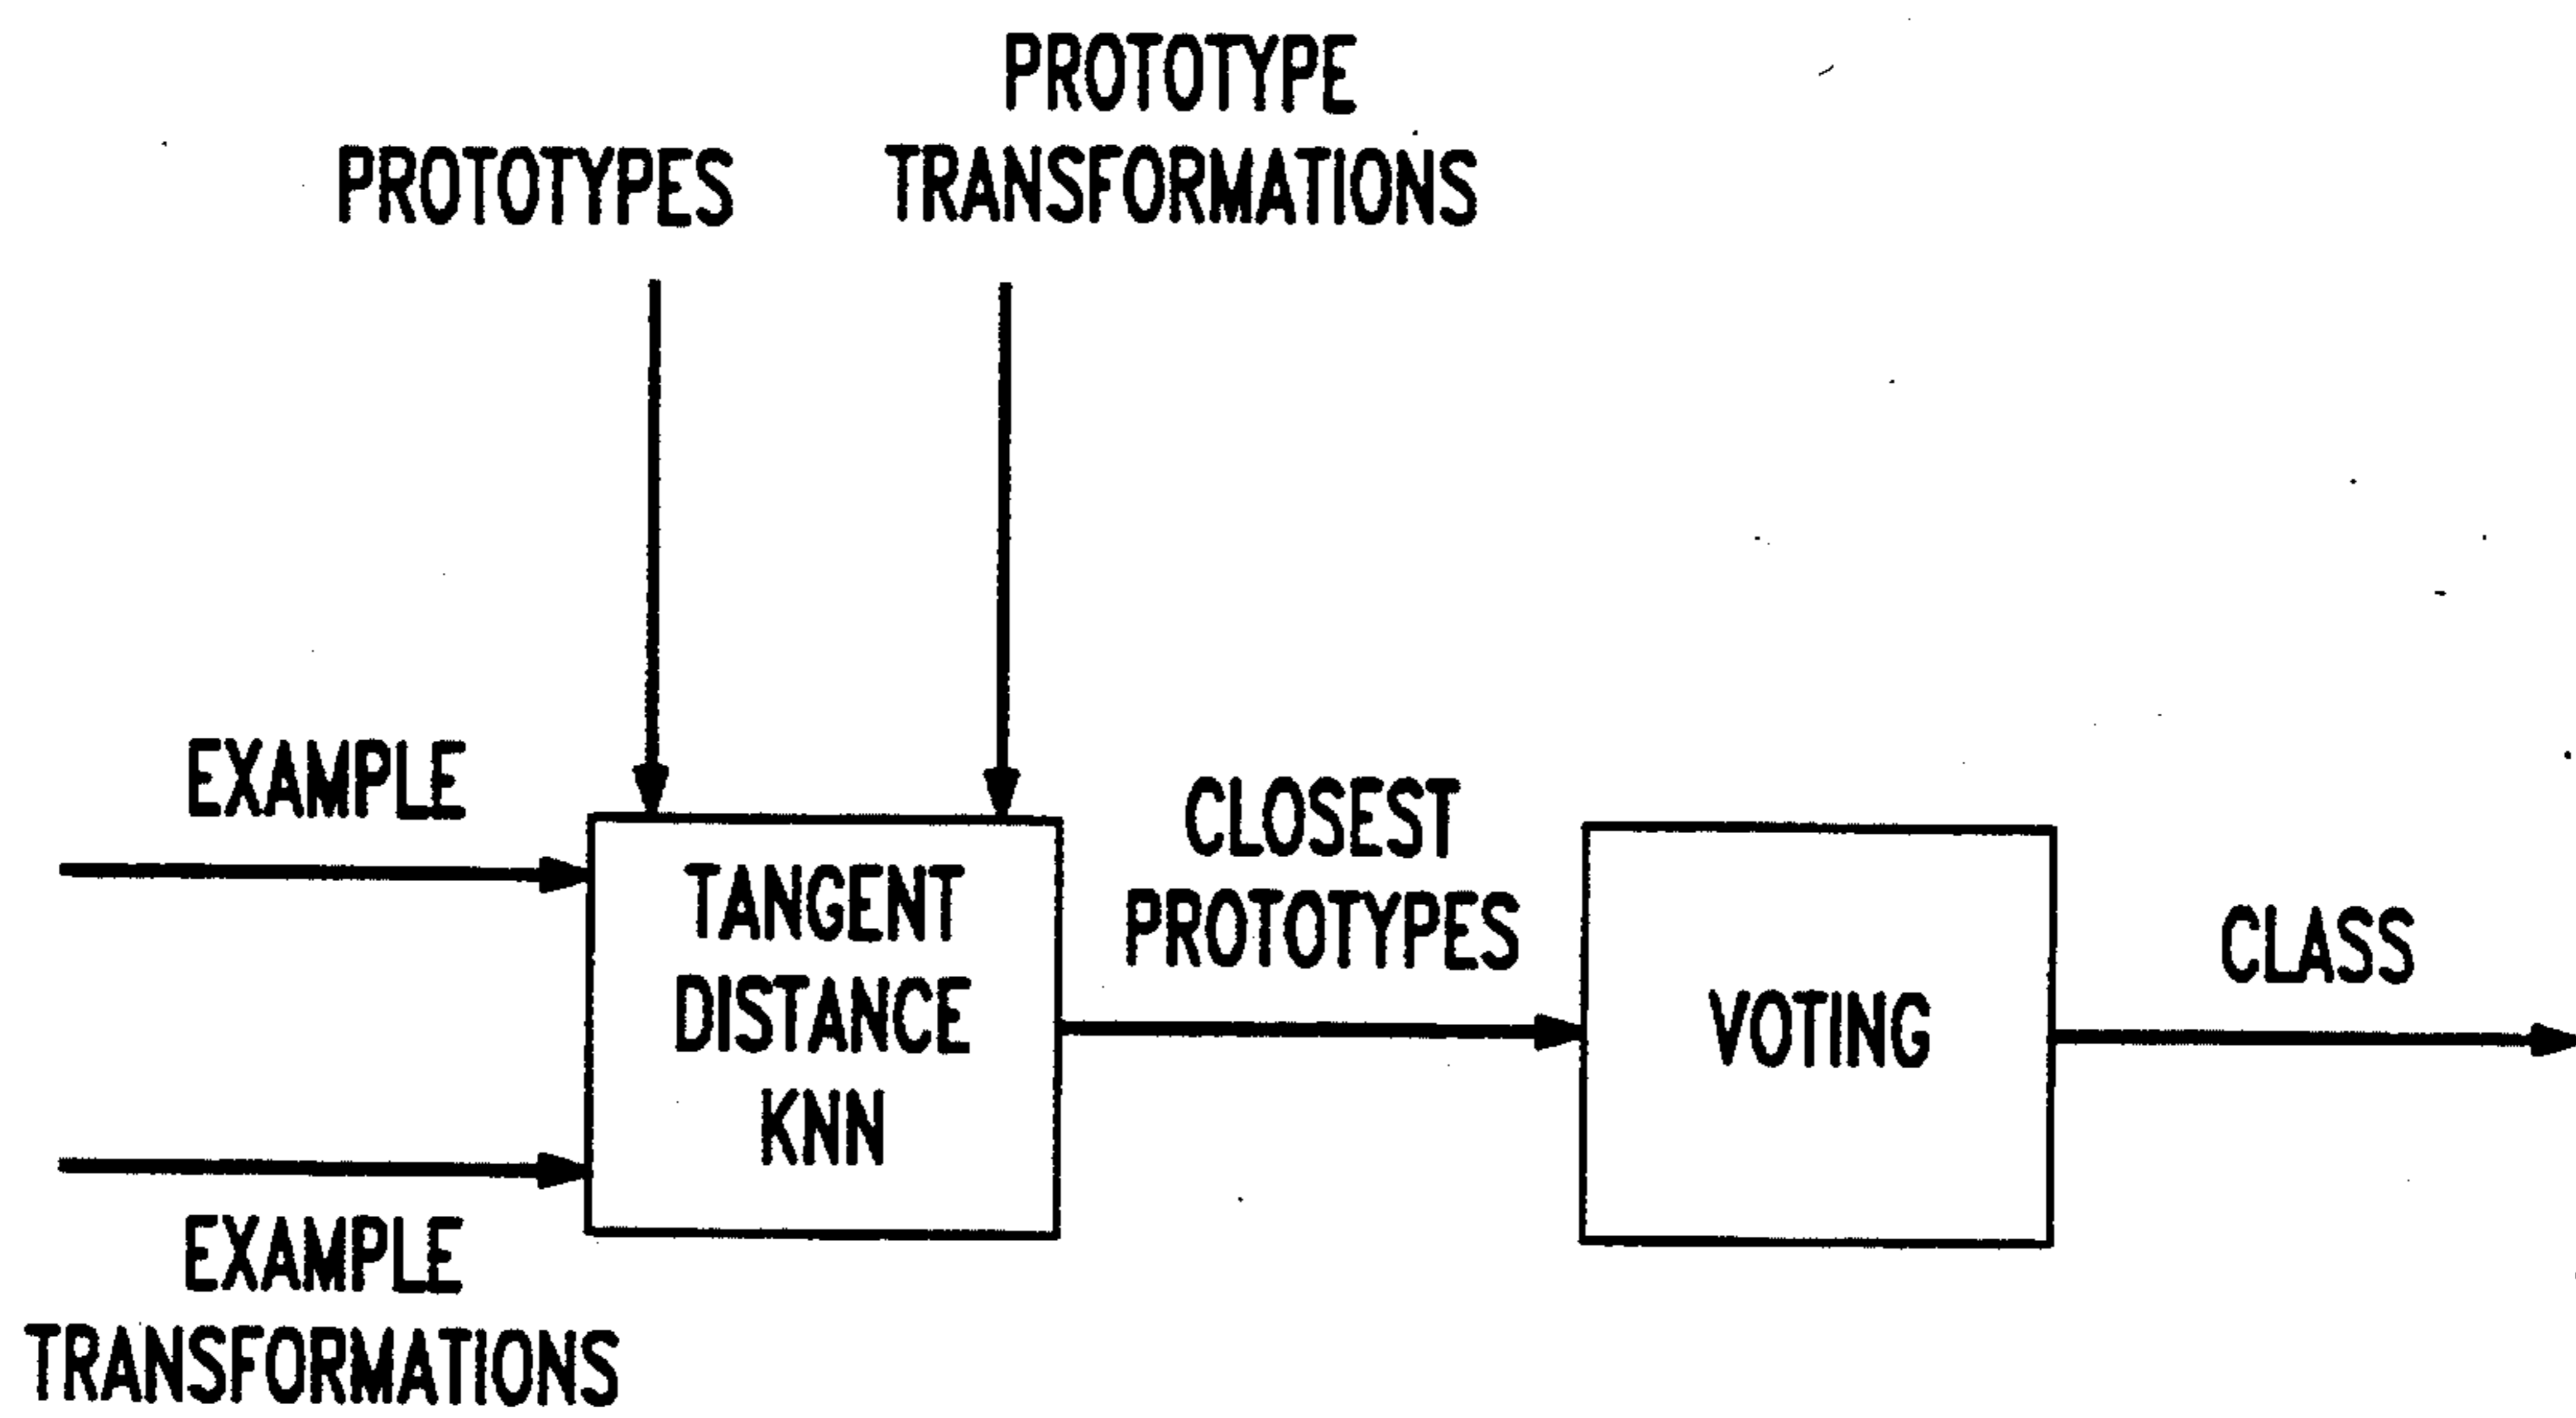 PROTOTYPES
PROTOTYPE
TRANSFORMATIONS
EXAMPLE
EXAMPLE
TRANSFORMATIONS
TANGENT
DISTANCE
KNN
CLOSEST
PROTOTYPES
VOTING
CLASS